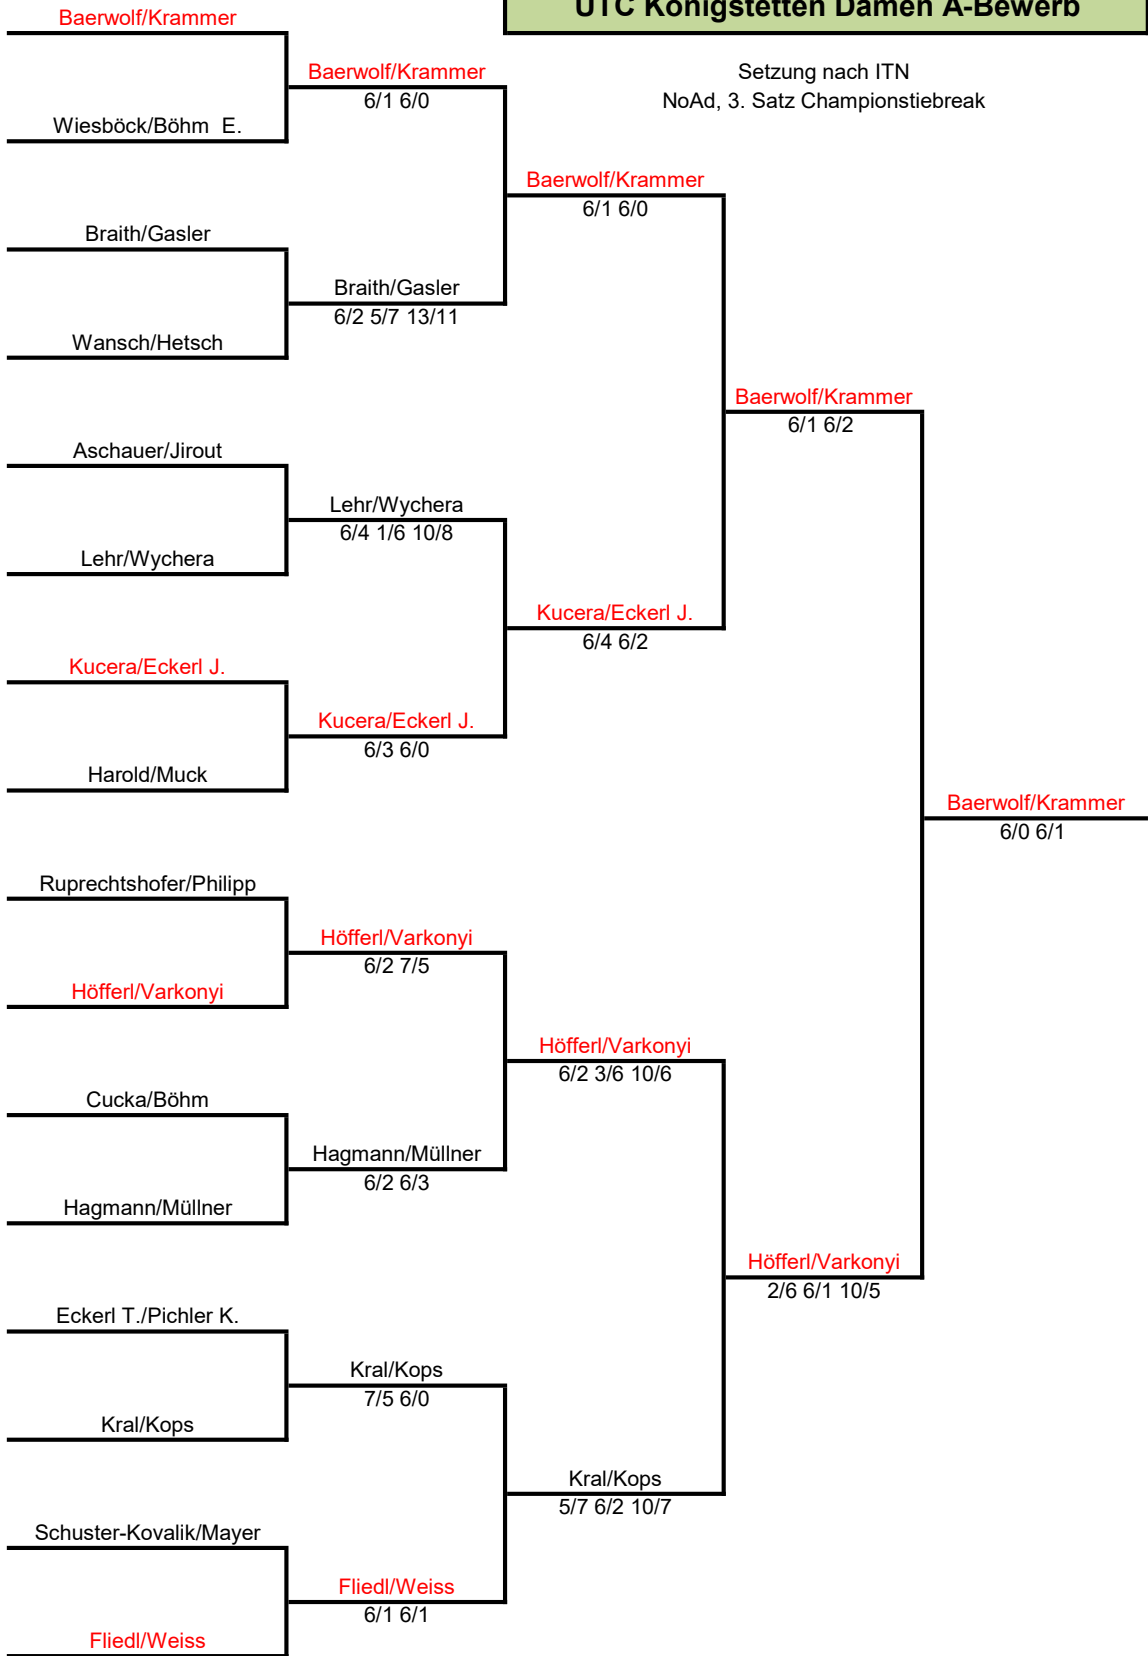 UTC Königstetten Damen A-Bewerb
Setzung nach ITN
NoAd, 3. Satz Championstiebreak
Baerwolf/Krammer
Wiesböck/Böhm  E.
Braith/Gasler
Wansch/Hetsch
Aschauer/Jirout
Lehr/Wychera
Kucera/Eckerl J.
Harold/Muck
Ruprechtshofer/Philipp
Höfferl/Varkonyi
Cucka/Böhm
Hagmann/Müllner
Eckerl T./Pichler K.
Kral/Kops
Schuster-Kovalik/Mayer
Fliedl/Weiss
Baerwolf/Krammer
6/1 6/0
Braith/Gasler
6/2 5/7 13/11
Lehr/Wychera
6/4 1/6 10/8
Kucera/Eckerl J.
6/3 6/0
Höfferl/Varkonyi
6/2 7/5
Hagmann/Müllner
6/2 6/3
Kral/Kops
7/5 6/0
Fliedl/Weiss
6/1 6/1
Baerwolf/Krammer
6/1 6/0
Kucera/Eckerl J.
6/4 6/2
Höfferl/Varkonyi
6/2 3/6 10/6
Kral/Kops
5/7 6/2 10/7
Baerwolf/Krammer
6/1 6/2
Höfferl/Varkonyi
2/6 6/1 10/5
Baerwolf/Krammer
6/0 6/1